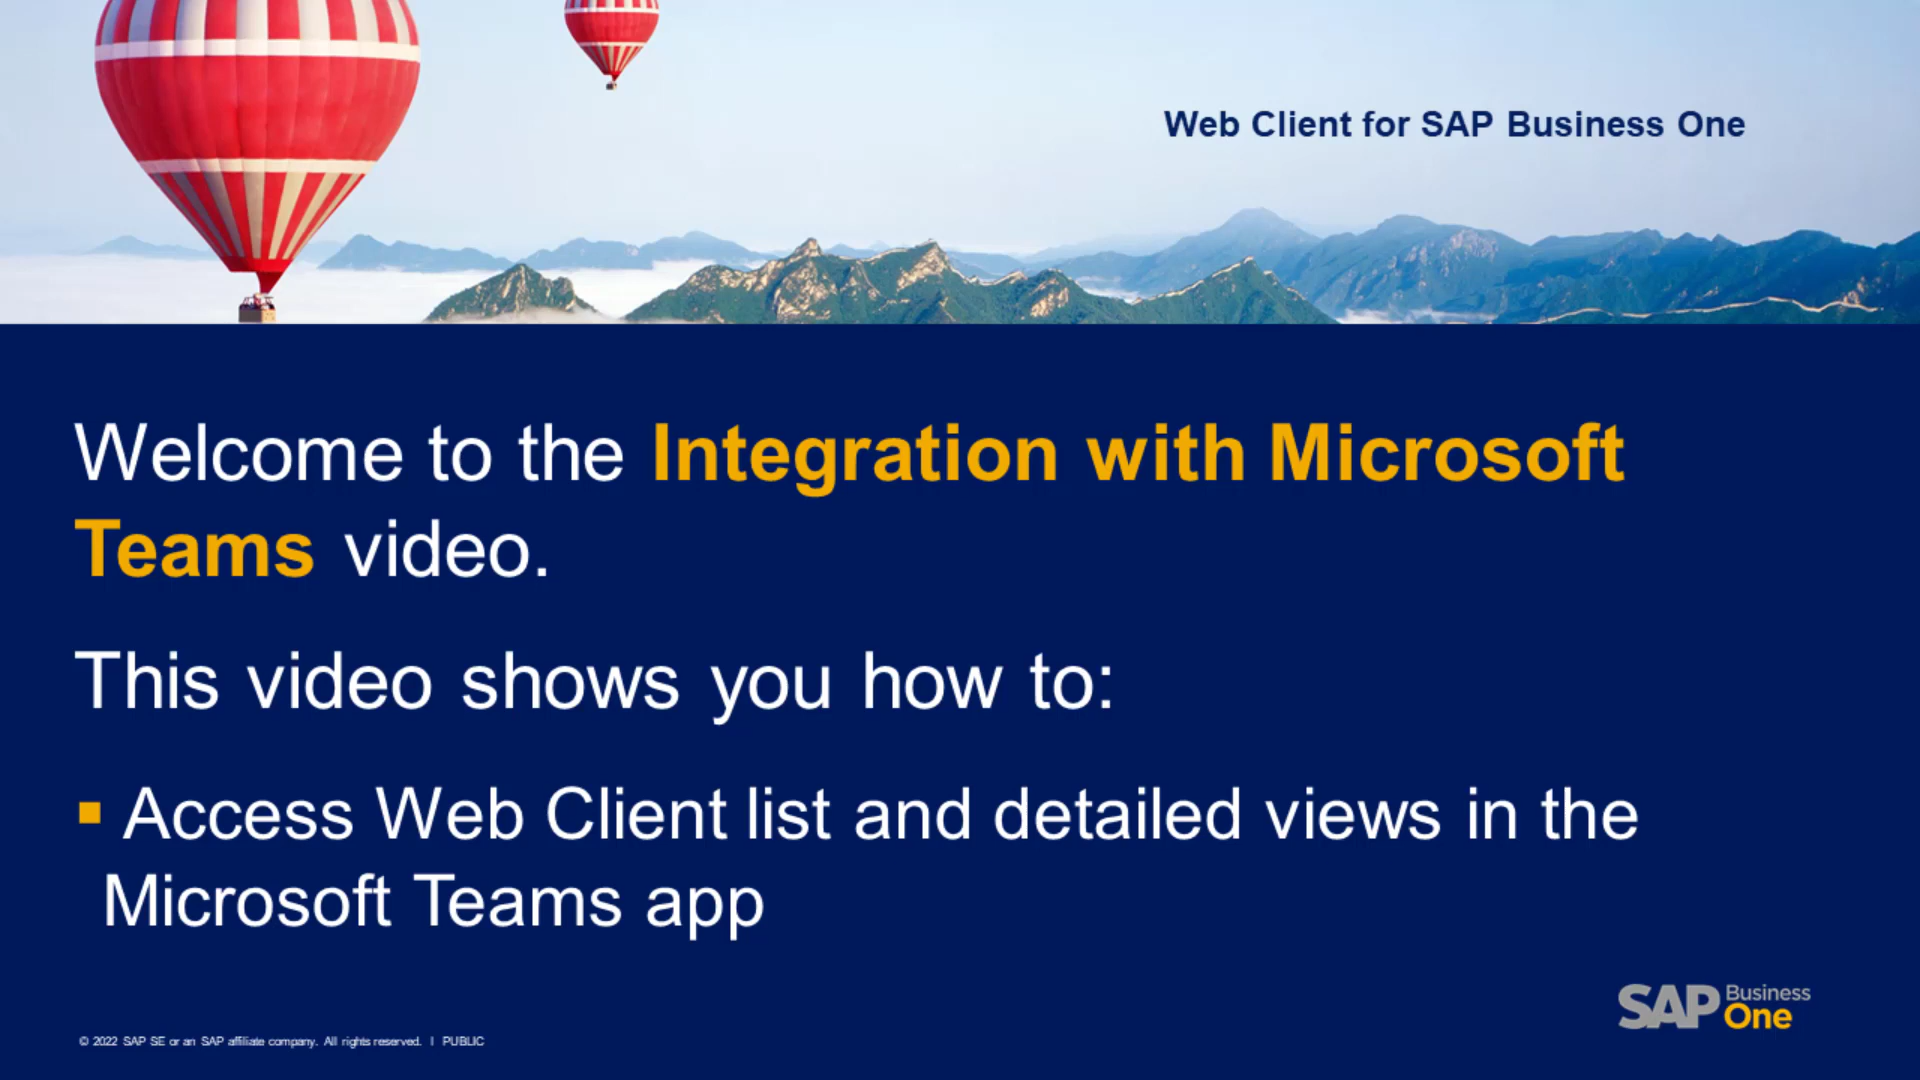 Web Client for SAP Business One
Welcome to the Integration with Microsoft
Teams video.
This video shows you how to:
▪ Access Web Client list and detailed views in the
Microsoft Teams app
SAP Business
One
© 2022 SAP SE or an SAP affiliate company. All rights reserved. I PUBLIC